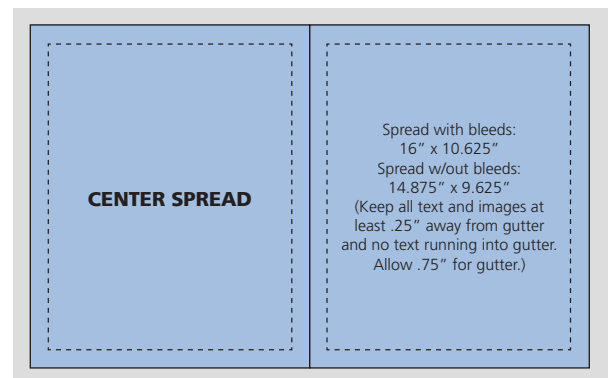 CENTER SPREAD
Spread with bleeds:
16” x 10.625”
Spread w/out bleeds:
14.875” x 9.625”
(Keep all text and images at
least .25” away from gutter
and no text running into gutter.
Allow .75” for gutter.)